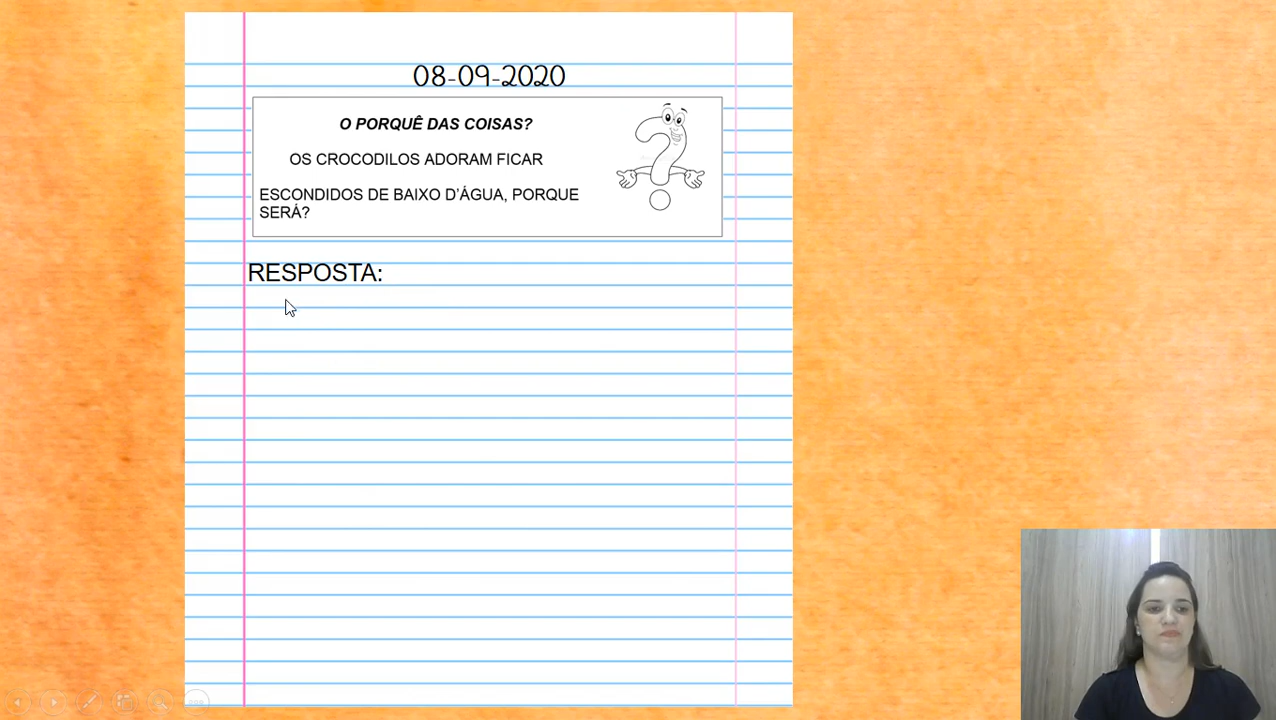 08-09-2020
O PORQUÊ DAS COISAS?
OS CROCODILOS ADORAM FICAR
ESCONDIDOS DE BAIXO D'ÁGUA, PORQUE
SERÁ?
RESPOSTA: